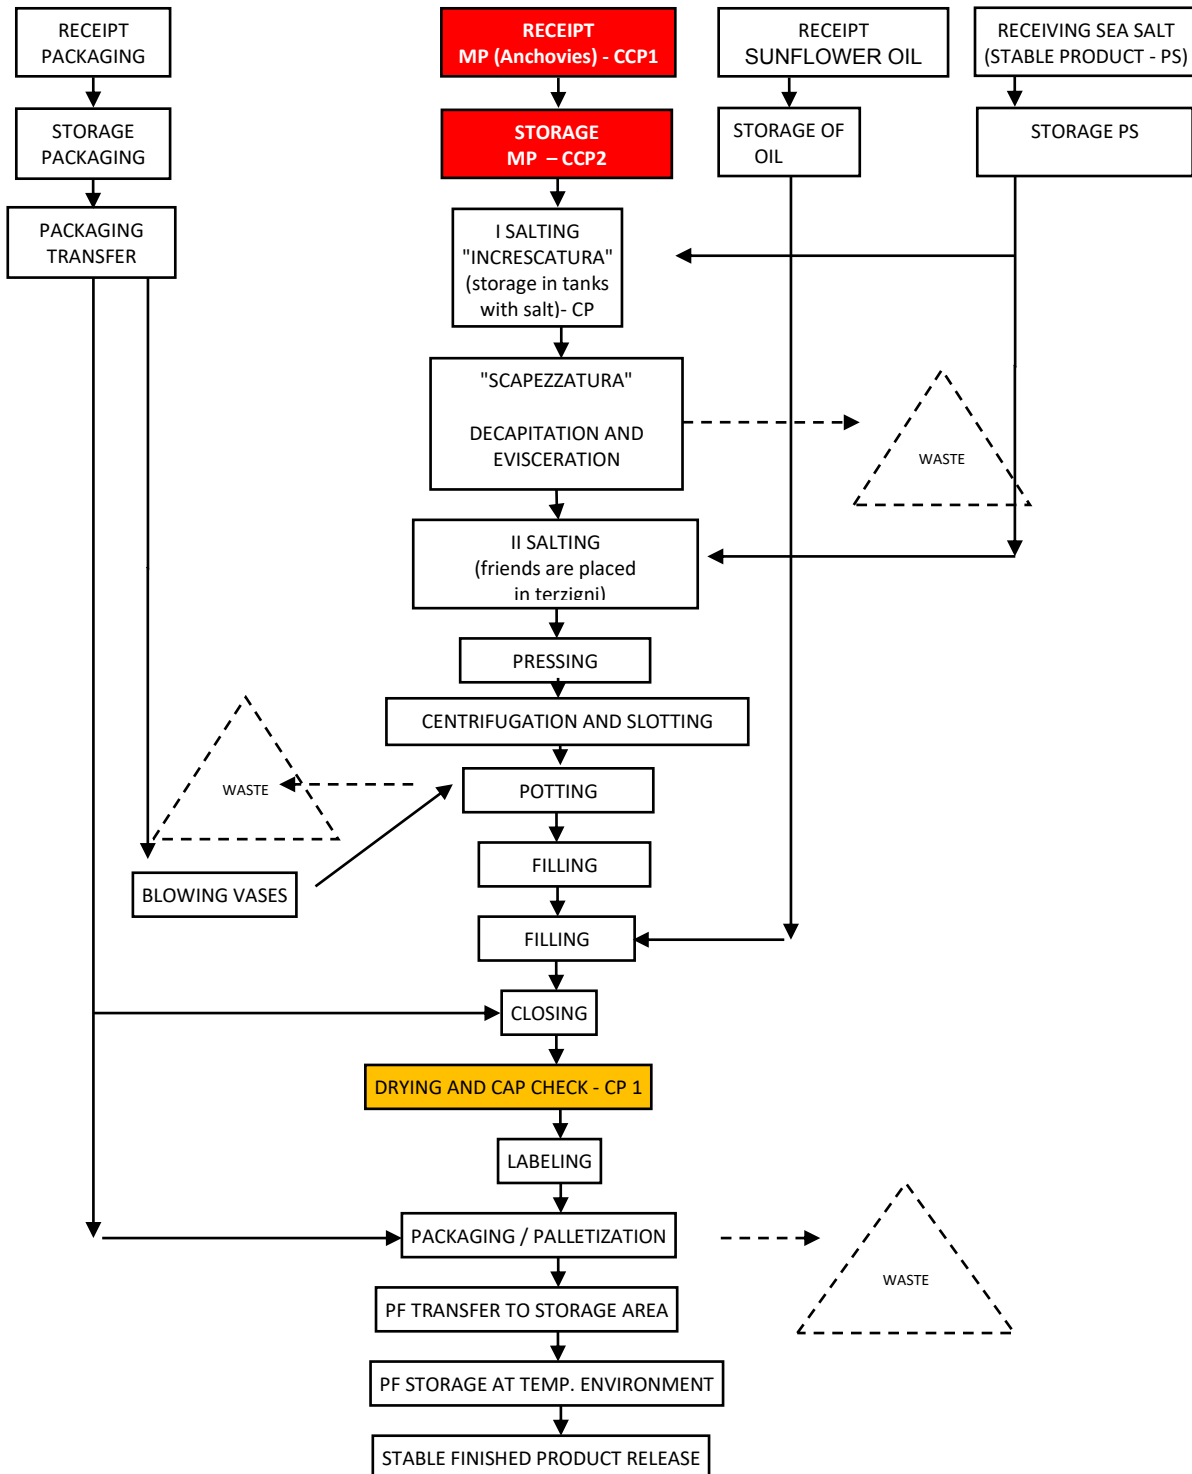 RECEIPT
PACKAGING
RECEIPT
MP (Anchovies) - CCP1
RECEIPT
SUNFLOWER OIL
RECEIVING SEA SALT
(STABLE PRODUCT - PS)
STORAGE
PACKAGING
STORAGE
MP – CCP2
STORAGE OF
OIL
STORAGE PS
PACKAGING
TRANSFER
I SALTING
"INCRESCATURA"
(storage in tanks
with salt)- CP
"SCAPEZZATURA"
DECAPITATION AND
EVISCERATION
WASTE
II SALTING
(friends are placed
in terzigni)
PRESSING
CENTRIFUGATION AND SLOTTING
WASTE
POTTING
FILLING
BLOWING VASES
FILLING
CLOSING
DRYING AND CAP CHECK - CP 1
LABELING
PACKAGING / PALLETIZATION
WASTE
PF TRANSFER TO STORAGE AREA
PF STORAGE AT TEMP. ENVIRONMENT
STABLE FINISHED PRODUCT RELEASE